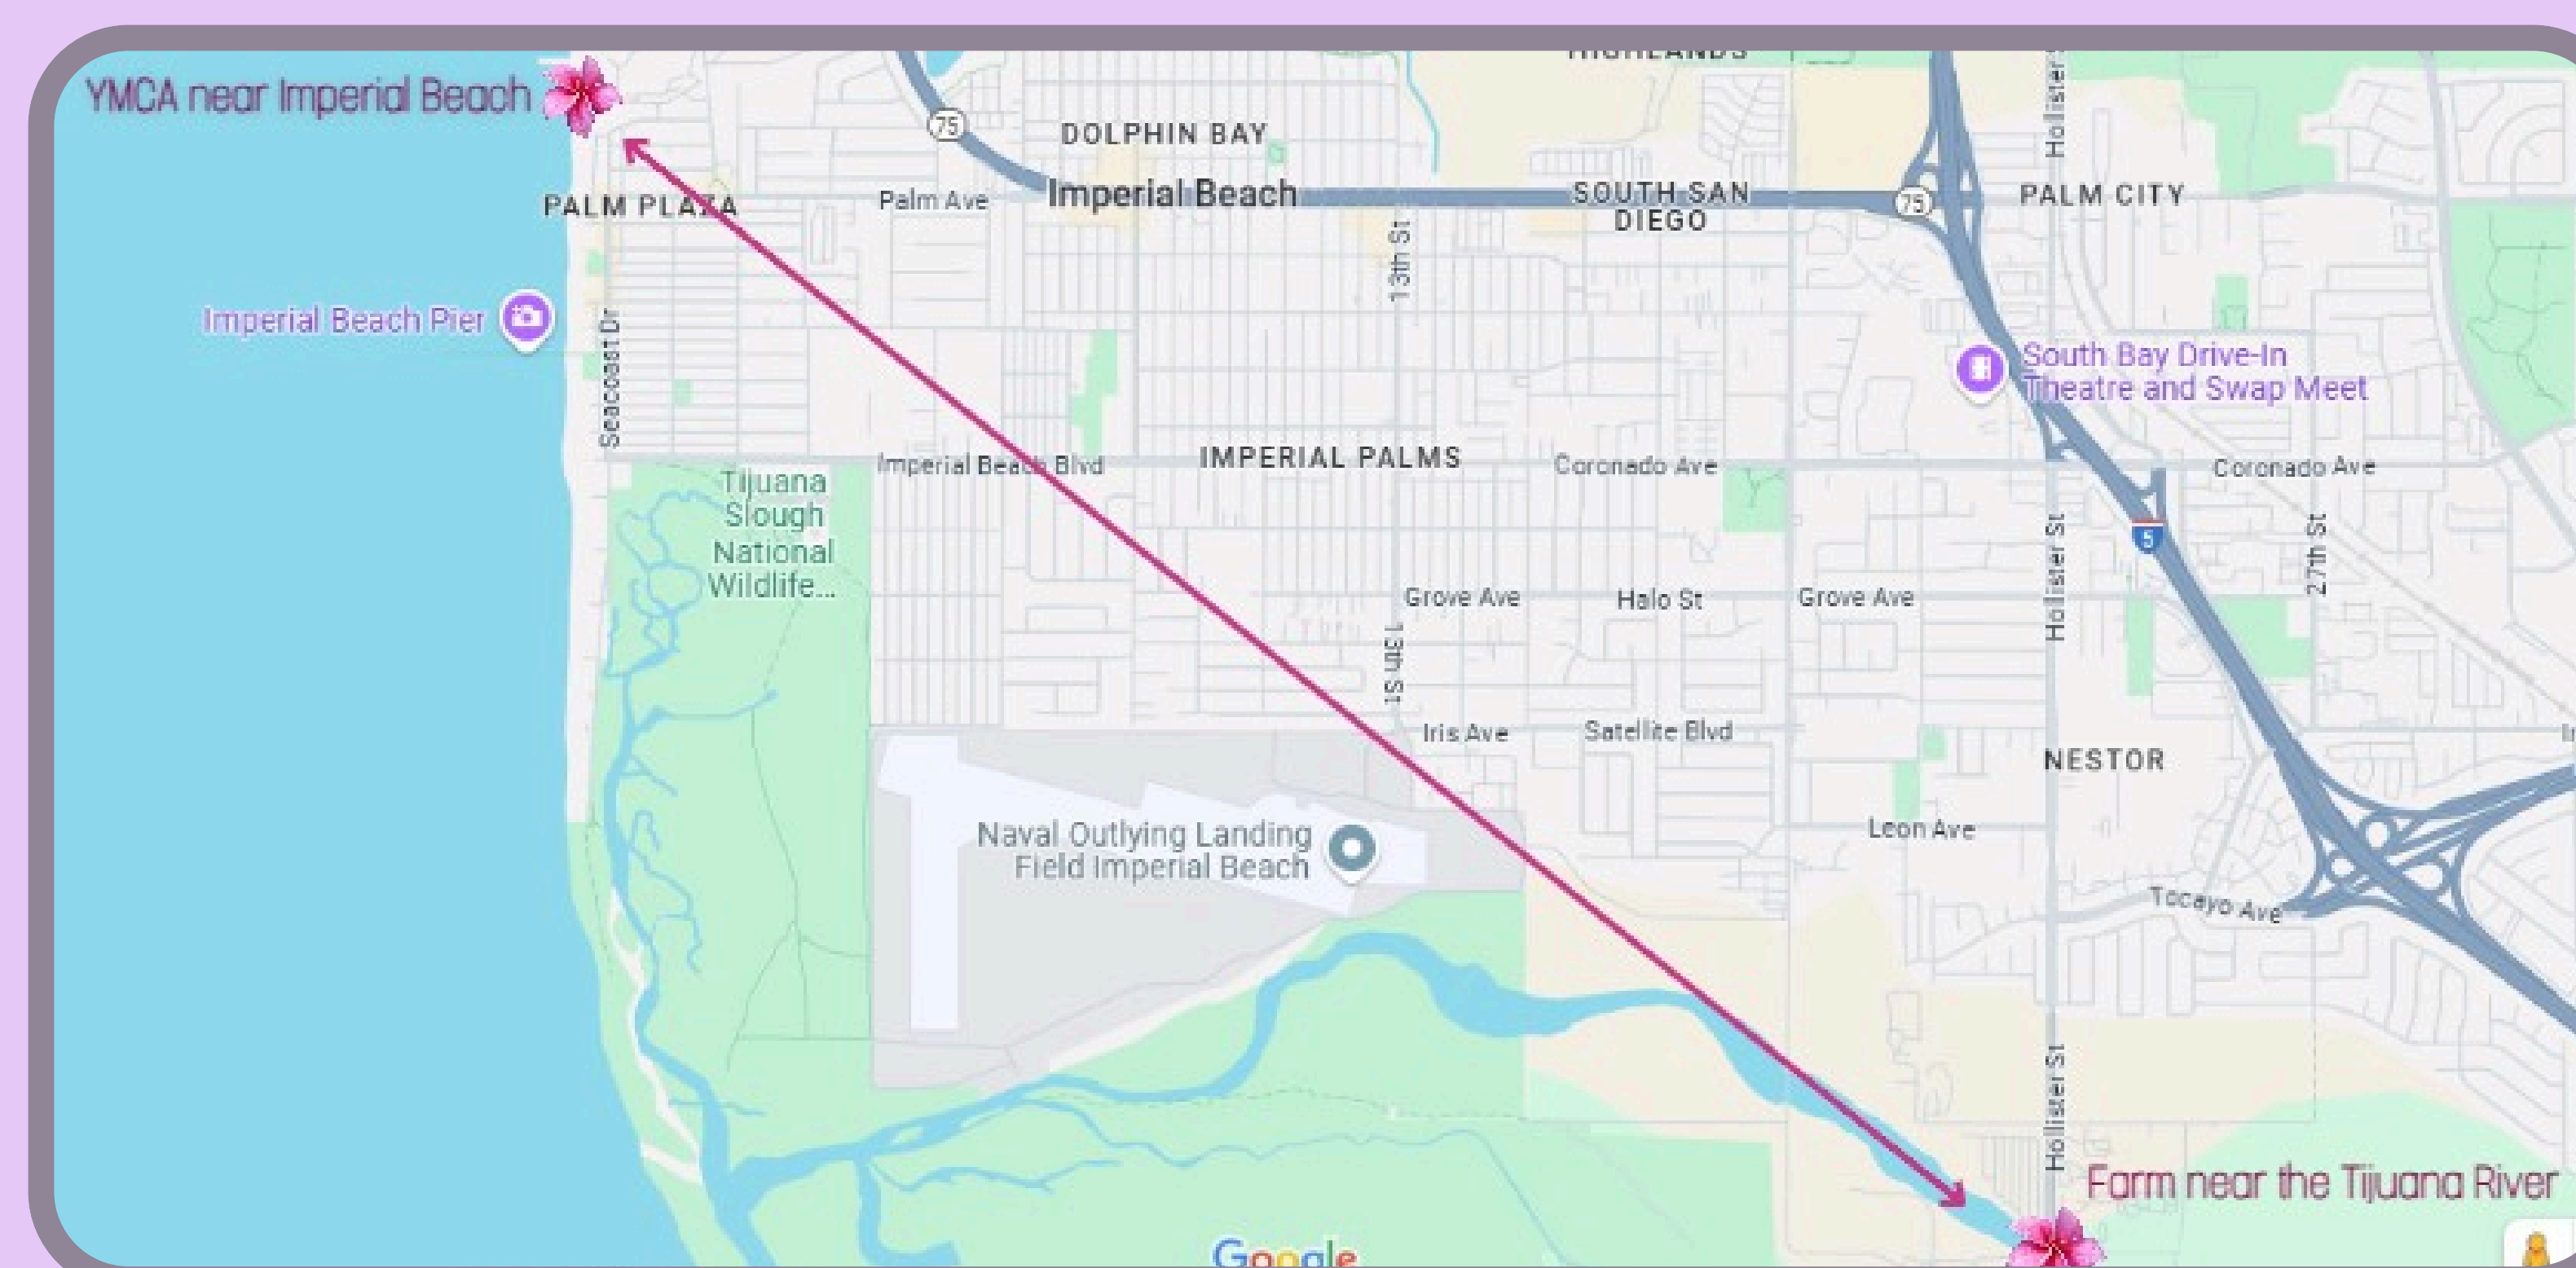 HIGHLANDS
YMCA near Imperial Beach
75
DOLPHIN BAY
Hollister
PALM PLAZA
Palm Ave
Imperial Beach
SOUTH SAN
DIEGO
75
PALM CITY
13th St
Imperial Beach Pier
Seacoast Dr
South Bay Drive-In
Theatre and Swap Meet
Imperial Beach Blvd
IMPERIAL PALMS
Coronado Ave
Coronado Ave
Tijuana
Slough
National
Wildlife...
Hollister St
5
27th St
Grove Ave
Halo St
Grove Ave
13th St
Iris Ave
Satellite Blvd
NESTOR
Naval Outlying Landing
Field Imperial Beach
Leon Ave
Tocayo Ave
Hollister St
Farm near the Tijuana River
Google